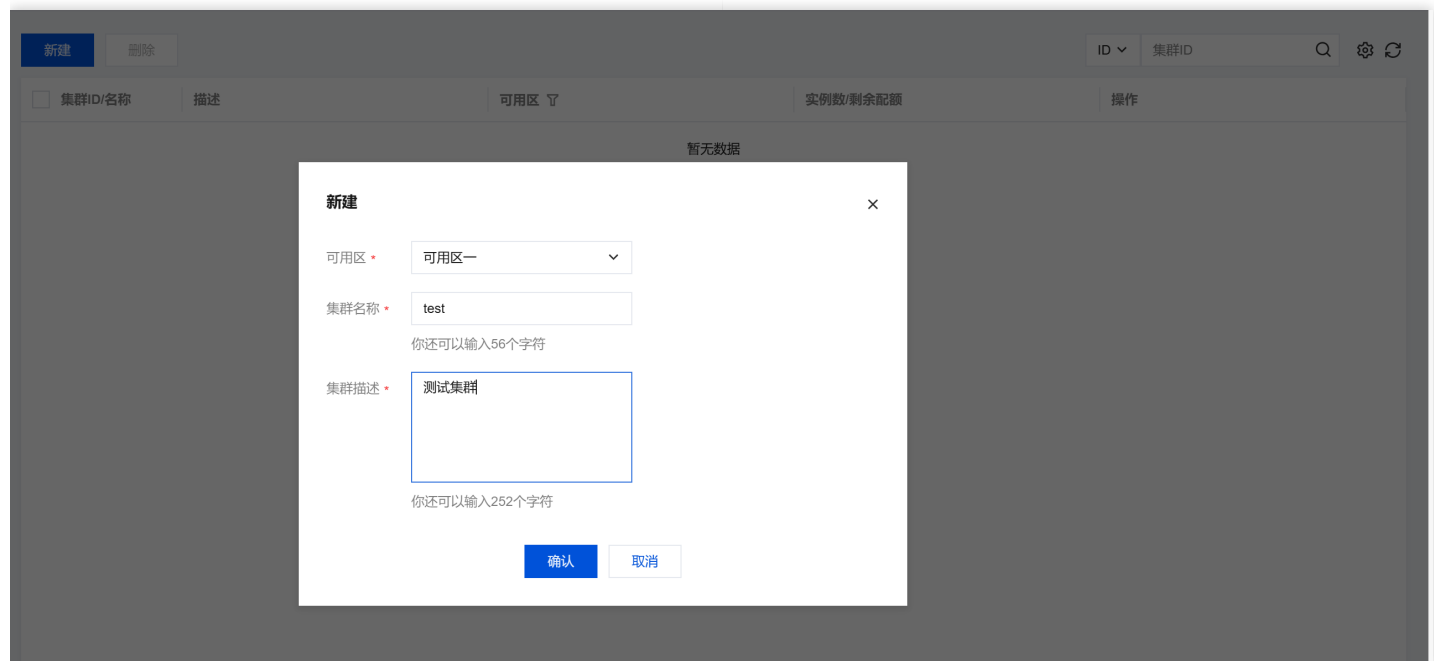 新建 删除 ID 集群ID
集群ID/名称 描述 可用区 实例数/剩余配额 操作
暂无数据
新建
可用区 * 可用区一
集群名称 * test
你还可以输入56个字符
集群描述 * 测试集群
你还可以输入252个字符
确认 取消